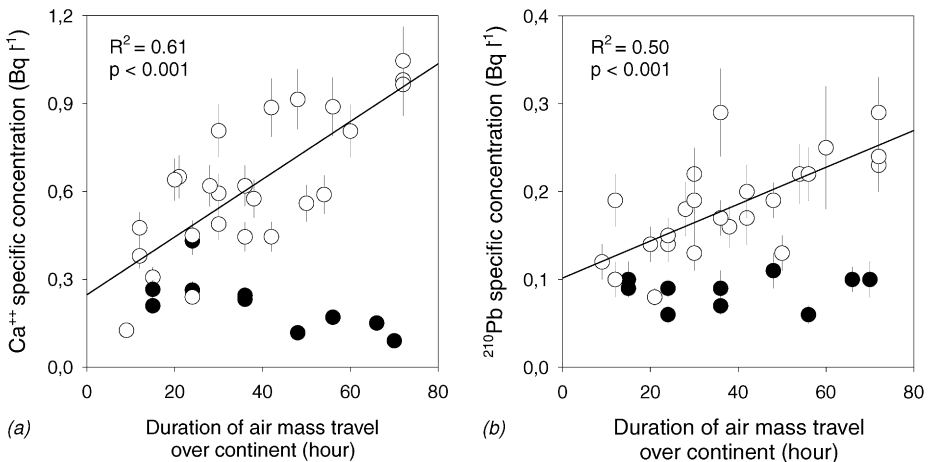 1,2
0,9
0,6
0,3
0,0
Ca⁺⁺ specific concentration (Bq l⁻¹)
R² = 0.61
p < 0.001
0 20 40 60 80
(a) Duration of air mass travel
over continent (hour)
0,4
0,3
0,2
0,1
0,0
²¹⁰Pb specific concentration (Bq l⁻¹)
R² = 0.50
p < 0.001
0 20 40 60 80
(b) Duration of air mass travel
over continent (hour)